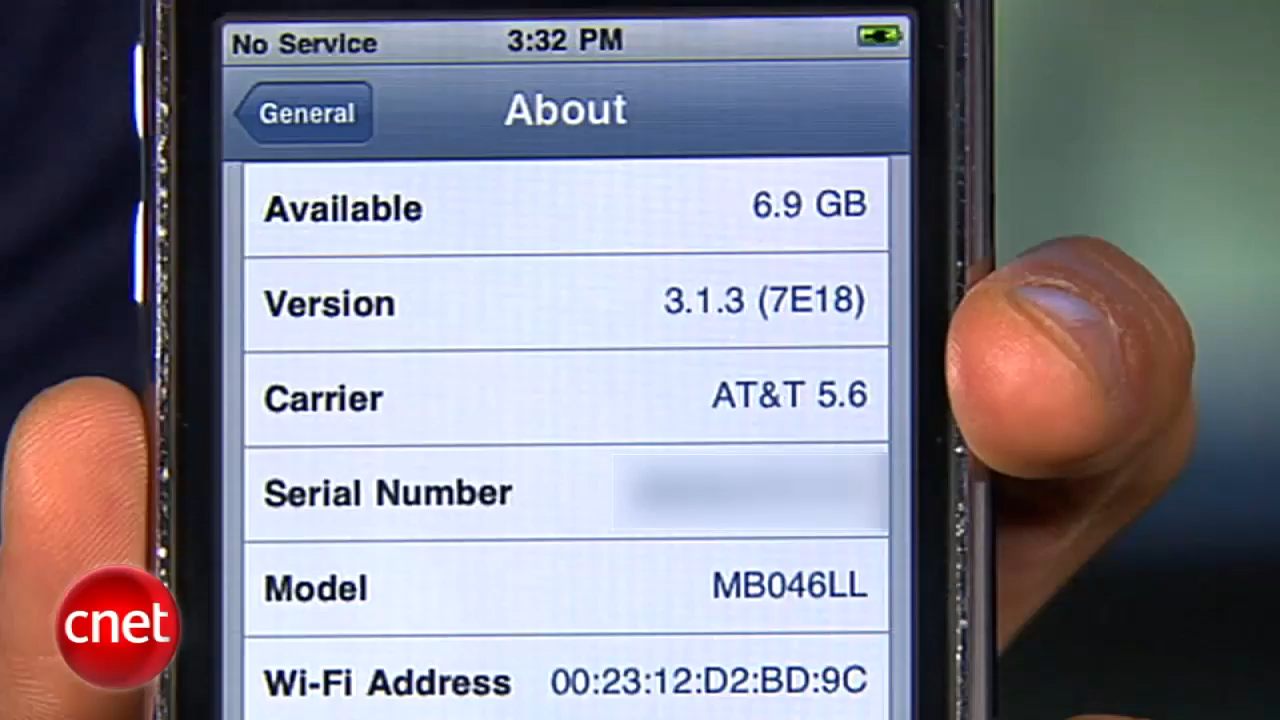 No Service 3:32 PM
General About
Available 6.9 GB
Version 3.1.3 (7E18)
Carrier AT&T 5.6
Serial Number
Model MB046LL
Wi-Fi Address 00:23:12:D2:BD:9C
cnet